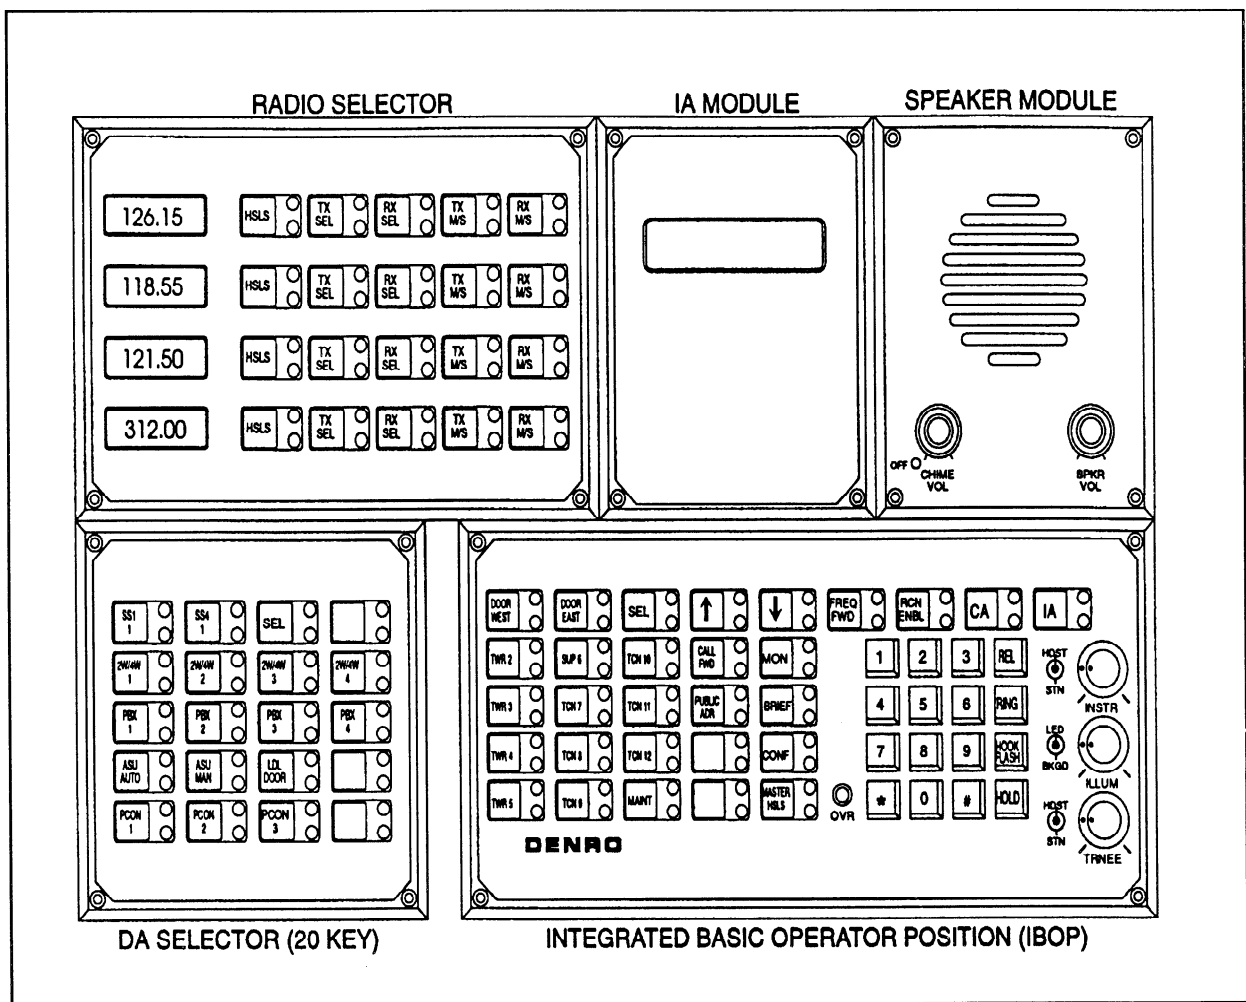 RADIO SELECTOR IA MODULE SPEAKER MODULE
126.15 HSLS TX SEL RX SEL TX M/S RX M/S
118.55 HSLS TX SEL RX SEL TX M/S RX M/S
121.50 HSLS TX SEL RX SEL TX M/S RX M/S
312.00 HSLS TX SEL RX SEL TX M/S RX M/S
OFF CHIME VOL SPKR VOL
SS1 1 SS4 1 SEL
2W/4W 1 2W/4W 2 2W/4W 3 2W/4W 4
PBX 1 PBX 2 PBX 3 PBX 4
ASU AUTO ASU MAN LDL DOOR
PCON 1 PCON 2 PCON 3
DA SELECTOR (20 KEY)
DOOR WEST DOOR EAST SEL ↑ ↓ FREQ FWD RCN ENBL CA IA
TWR 2 SUP 6 TCN 10 CALL FWD MON 1 2 3 REL HDST STN INSTR
TWR 3 TCN 7 TCN 11 PUBLIC ADR BRIEF 4 5 6 RING
TWR 4 TCN 8 TCN 12 CONF 7 8 9 HOOK FLASH LED BKGD ILLUM
TWR 5 TCN 9 MAINT MASTER HSLS OVR * 0 # HOLD HDST STN TRNEE
DENRO
INTEGRATED BASIC OPERATOR POSITION (IBOP)